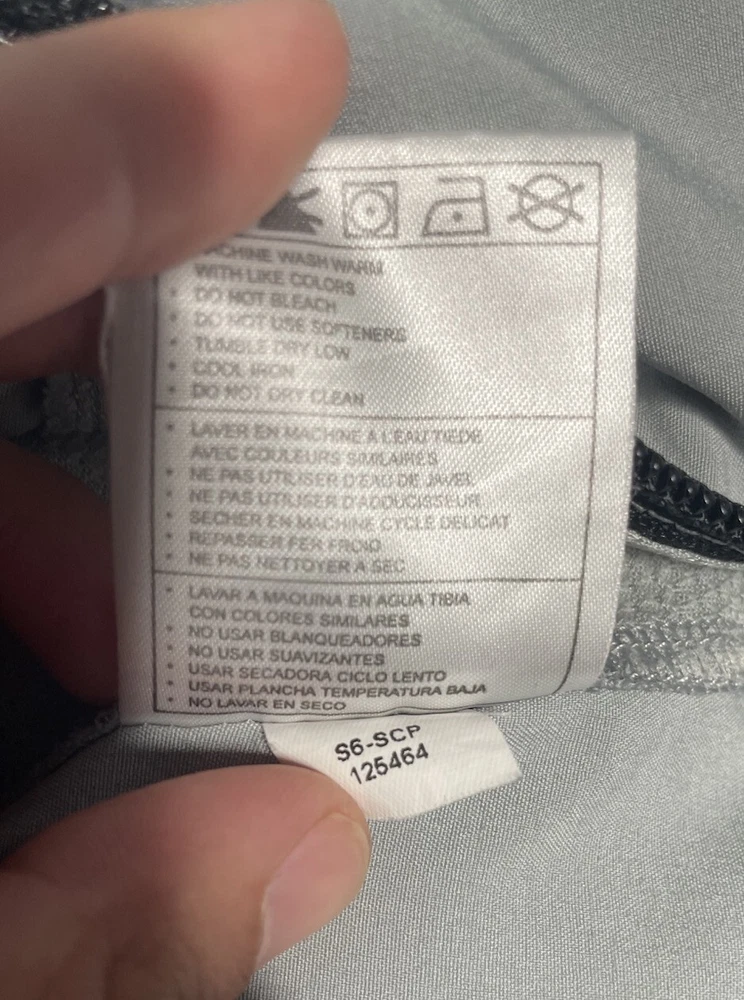 MACHINE WASH WARM
WITH LIKE COLORS
• DO NOT BLEACH
• DO NOT USE SOFTENERS
• TUMBLE DRY LOW
• COOL IRON
• DO NOT DRY CLEAN
• LAVER EN MACHINE A L'EAU TIEDE
AVEC COULEURS SIMILAIRES
• NE PAS UTILISER D'EAU DE JAVEL
• NE PAS UTILISER D'ADOUCISSEUR
• SECHER EN MACHINE CYCLE DELICAT
• REPASSER FER FROID
• NE PAS NETTOYER A SEC
• LAVAR A MAQUINA EN AGUA TIBIA
CON COLORES SIMILARES
• NO USAR BLANQUEADORES
• NO USAR SUAVIZANTES
• USAR SECADORA CICLO LENTO
• USAR PLANCHA TEMPERATURA BAJA
• NO LAVAR EN SECO
S6-SCP
125464